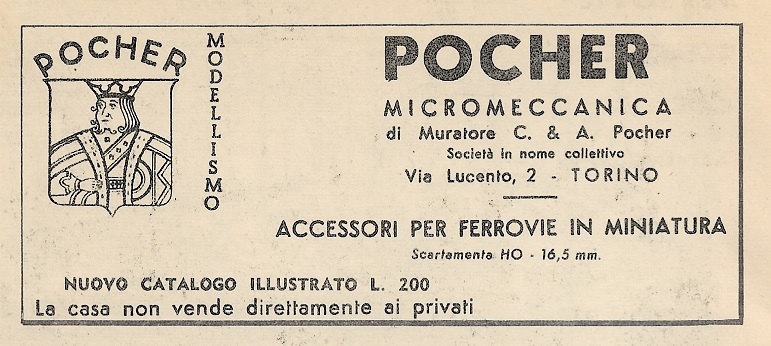 POCHER
MODELLISMO
POCHER
MICROMECCANICA
di Muratore C. & A. Pocher
Società in nome collettivo
Via Lucento, 2 - TORINO
ACCESSORI PER FERROVIE IN MINIATURA
Scartamento HO - 16,5 mm.
NUOVO CATALOGO ILLUSTRATO L. 200
La casa non vende direttamente ai privati